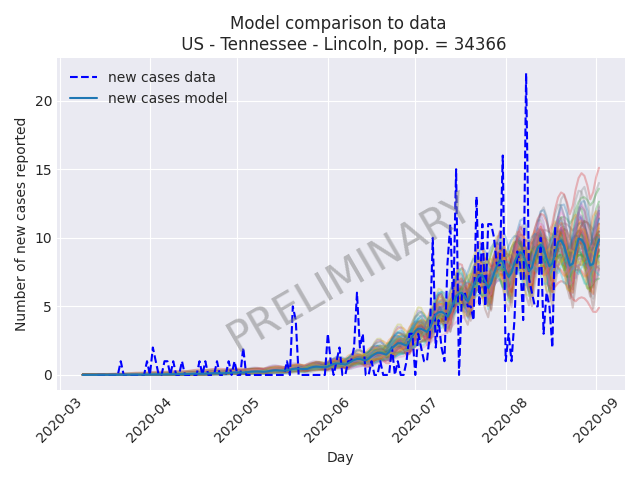 Model comparison to data
US - Tennessee - Lincoln, pop. = 34366
new cases data
new cases model
PRELIMINARY
Number of new cases reported
20
15
10
5
0
2020-03
2020-04
2020-05
2020-06
2020-07
2020-08
2020-09
Day